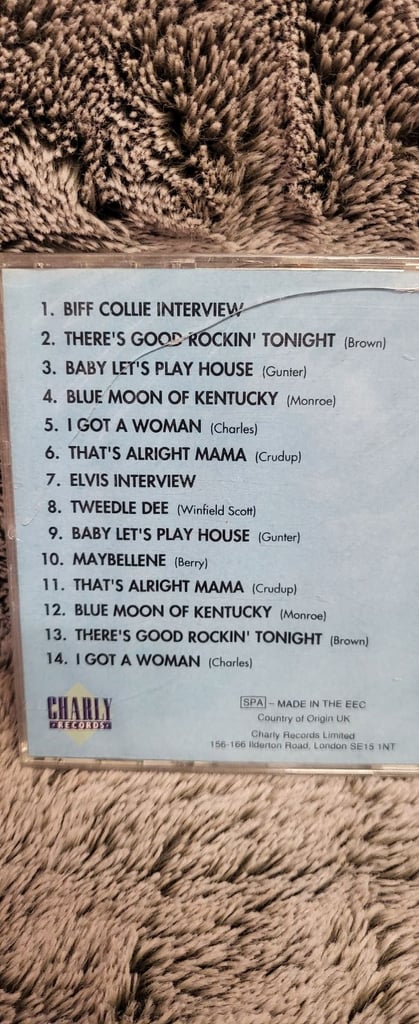 1. BIFF COLLIE INTERVIEW
2. THERE'S GOOD ROCKIN' TONIGHT (Brown)
3. BABY LET'S PLAY HOUSE (Gunter)
4. BLUE MOON OF KENTUCKY (Monroe)
5. I GOT A WOMAN (Charles)
6. THAT'S ALRIGHT MAMA (Crudup)
7. ELVIS INTERVIEW
8. TWEEDLE DEE (Winfield Scott)
9. BABY LET'S PLAY HOUSE (Gunter)
10. MAYBELLENE (Berry)
11. THAT'S ALRIGHT MAMA (Crudup)
12. BLUE MOON OF KENTUCKY (Monroe)
13. THERE'S GOOD ROCKIN' TONIGHT (Brown)
14. I GOT A WOMAN (Charles)
CHARLY
RECORDS
SPA – MADE IN THE EEC
Country of Origin UK
Charly Records Limited
156-166 Ilderton Road, London SE15 1NT